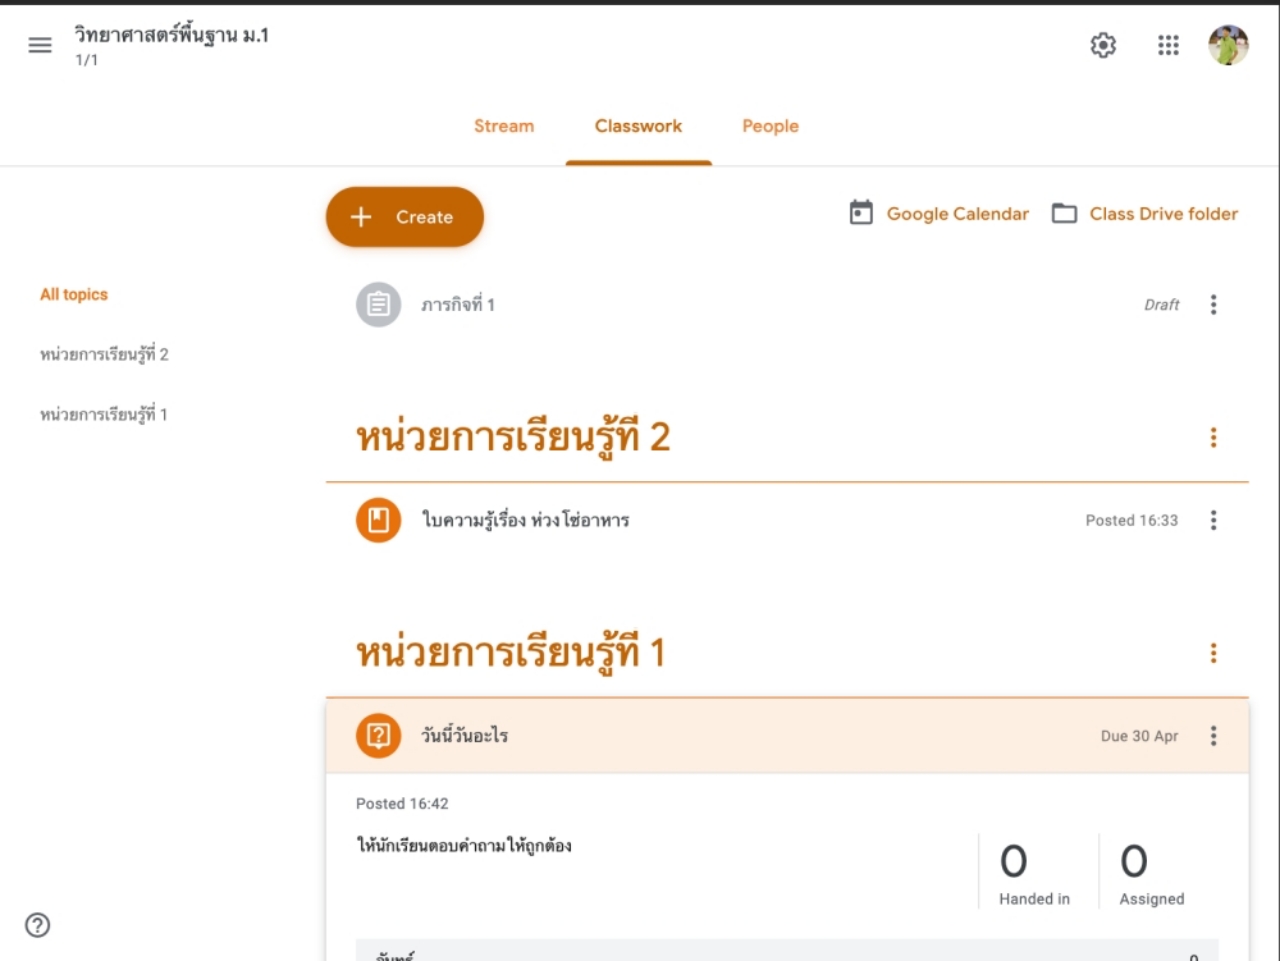 วิทยาศาสตร์พื้นฐาน ม.1
1/1
Stream
Classwork
People
Create
Google Calendar
Class Drive folder
All topics
หน่วยการเรียนรู้ที่ 2
หน่วยการเรียนรู้ที่ 1
ภารกิจที่ 1
Draft
หน่วยการเรียนรู้ที่ 2
ใบความรู้เรื่อง ห่วงโซ่อาหาร
Posted 16:33
หน่วยการเรียนรู้ที่ 1
วันนี้วันอะไร
Due 30 Apr
Posted 16:42
ให้นักเรียนตอบคำถามให้ถูกต้อง
0
Handed in
0
Assigned
จันทร์
0